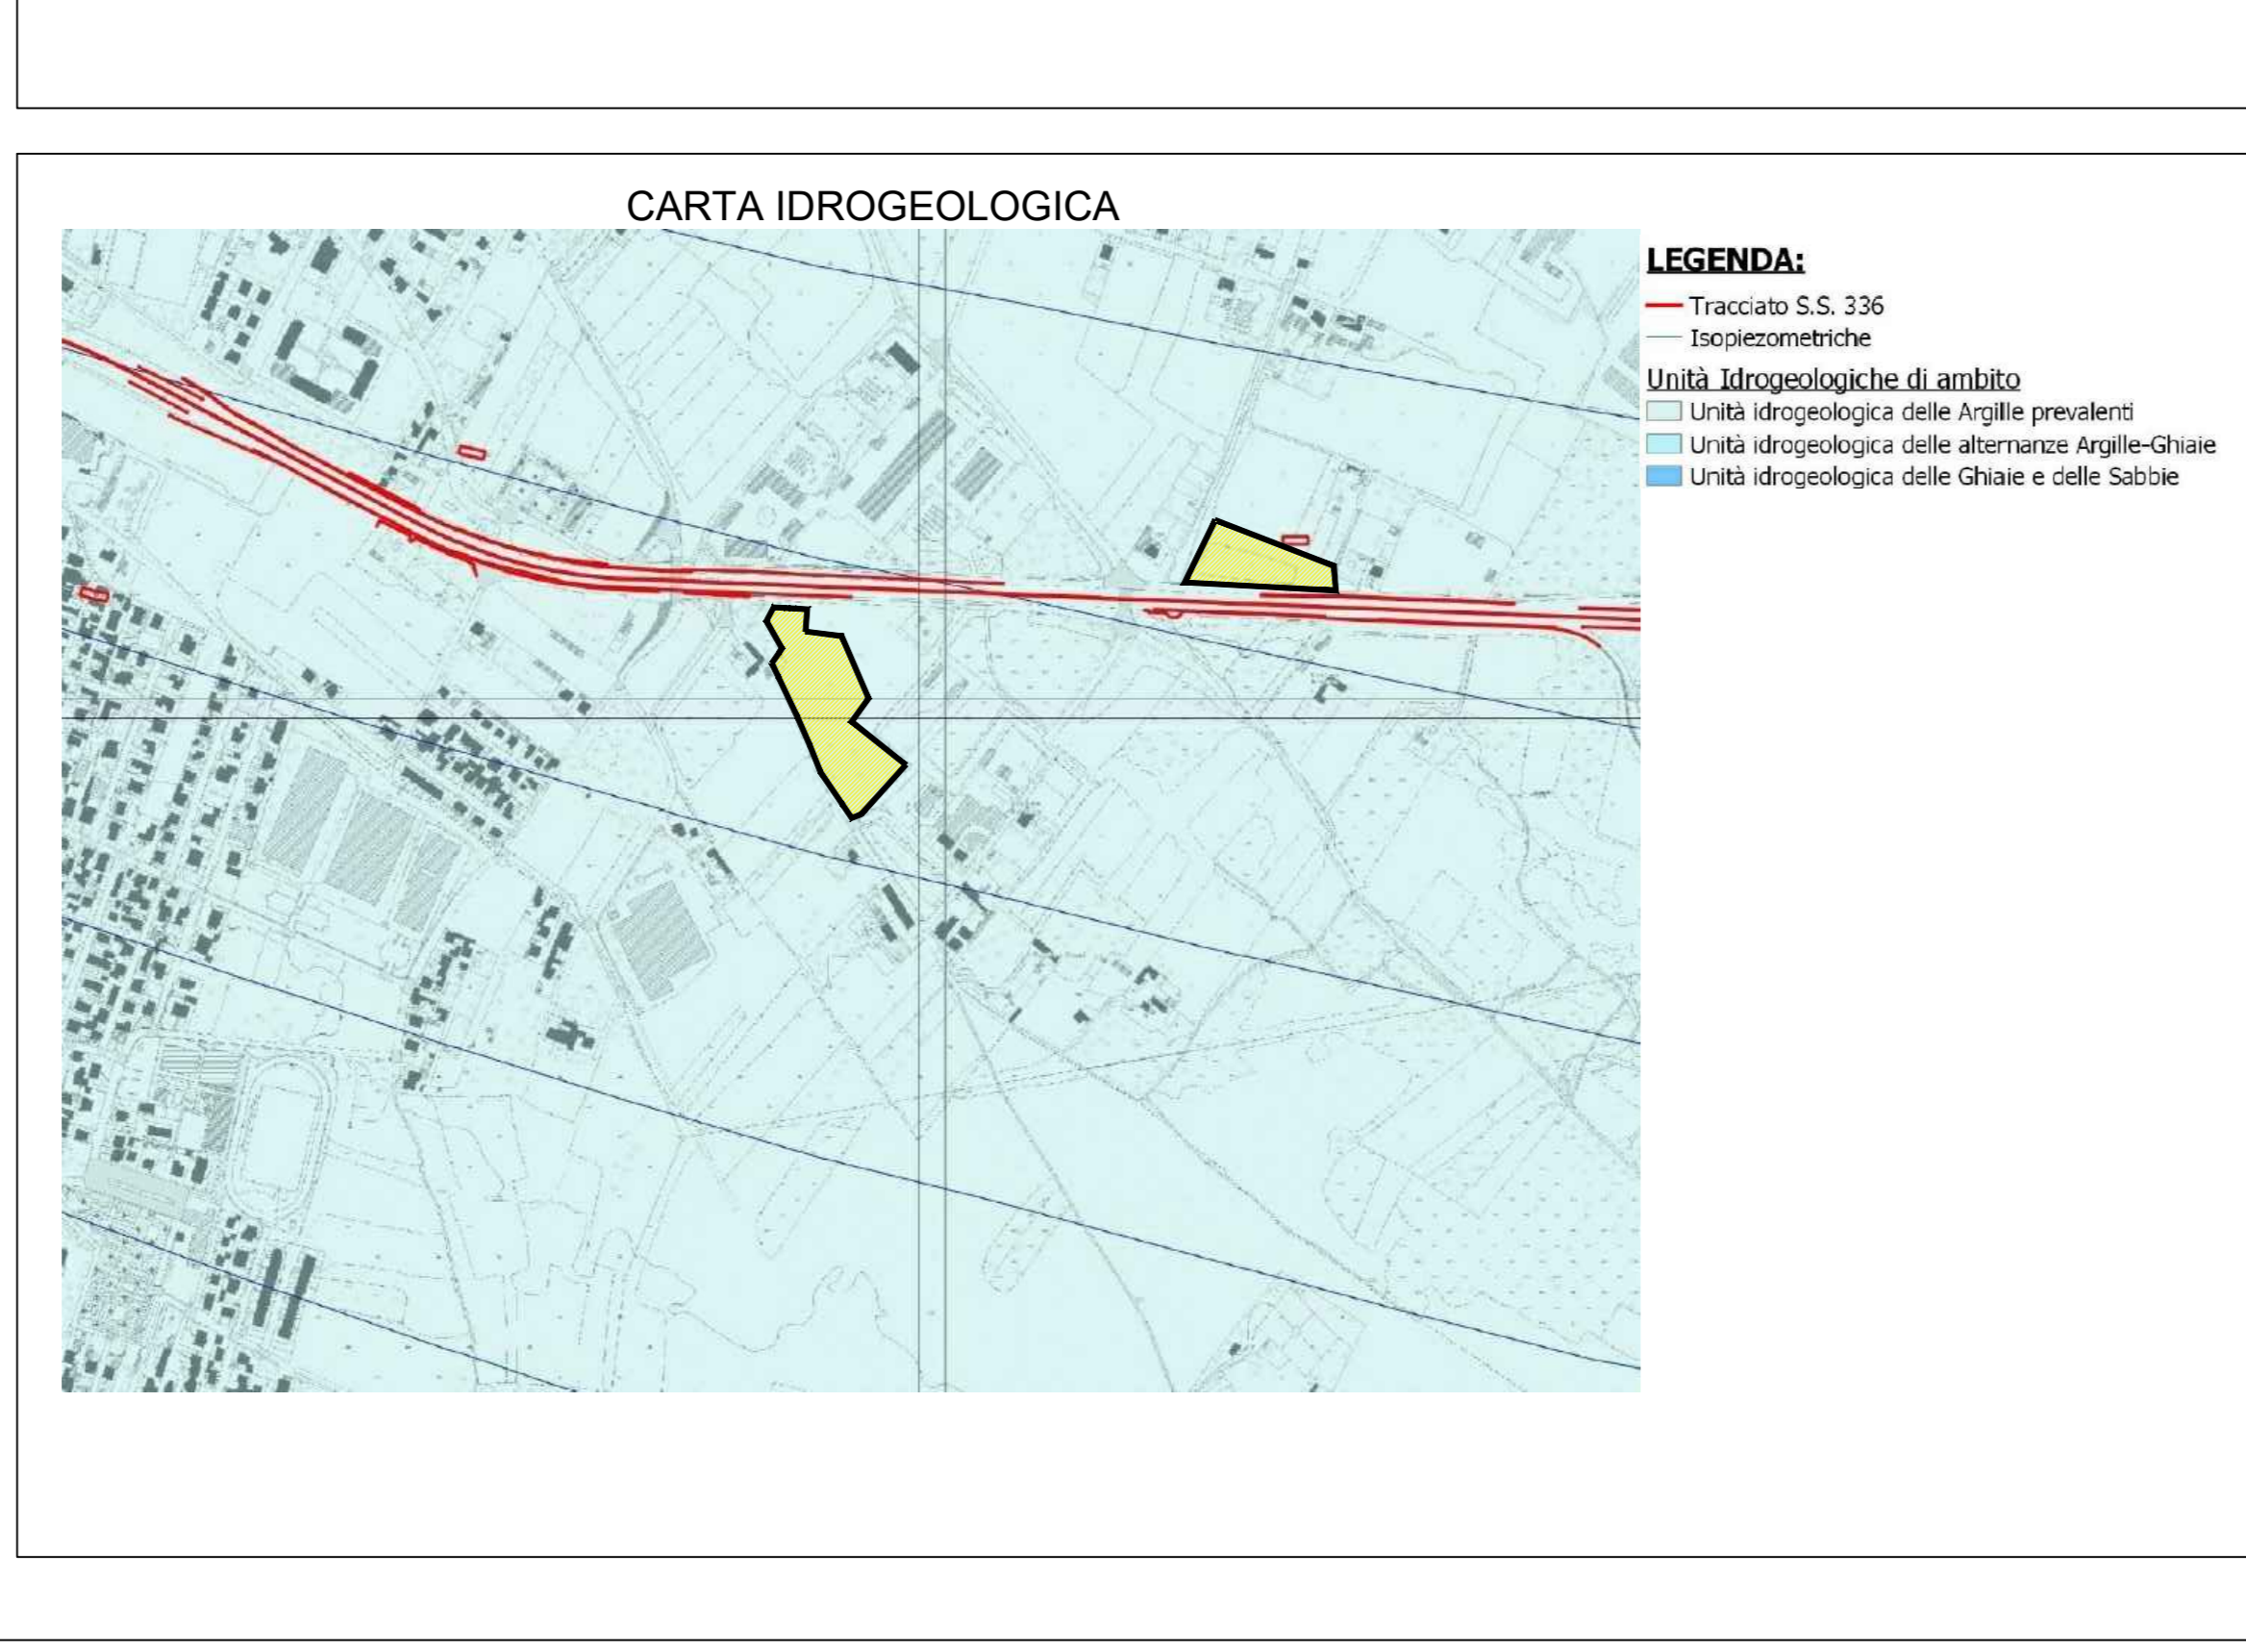 CARTA IDROGEOLOGICA
LEGENDA:
Tracciato S.S. 336
Isopiezometriche
Unità Idrogeologiche di ambito
Unità idrogeologica delle Argille prevalenti
Unità idrogeologica delle alternanze Argille-Ghiaie
Unità idrogeologica delle Ghiaie e delle Sabbie